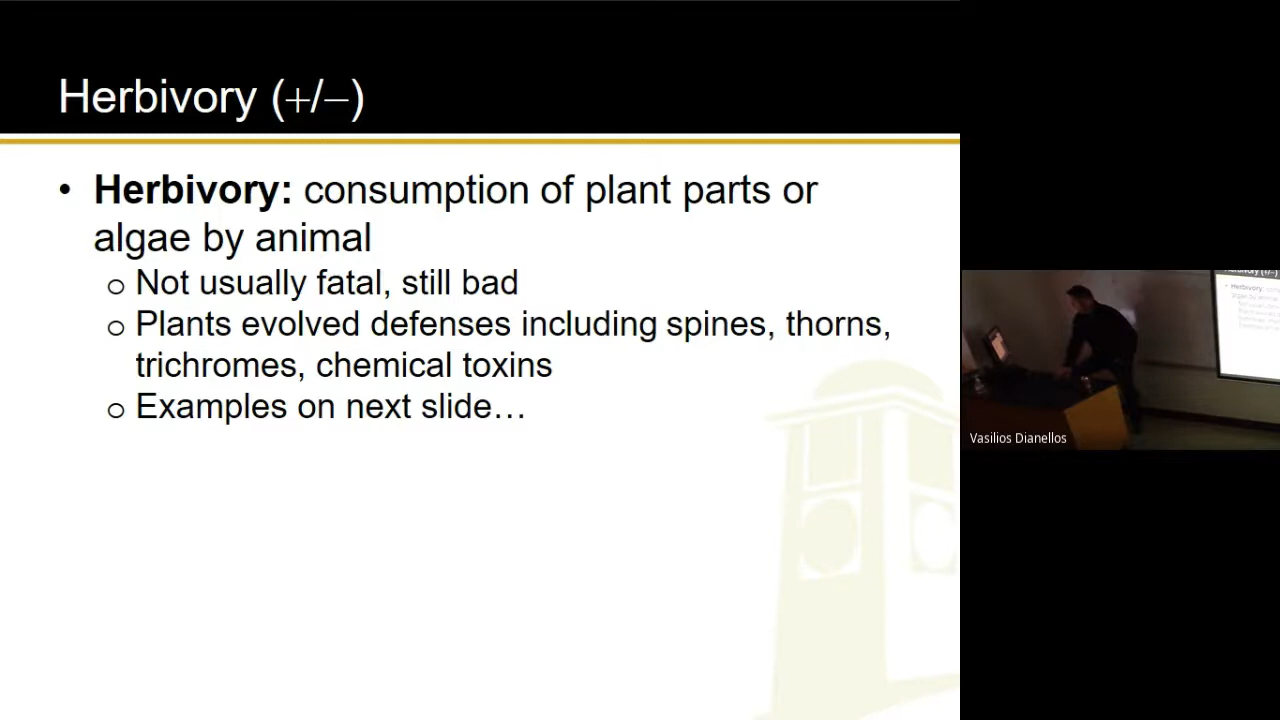 Herbivory (+/–)
• Herbivory: consumption of plant parts or
algae by animal
o Not usually fatal, still bad
o Plants evolved defenses including spines, thorns,
trichromes, chemical toxins
o Examples on next slide…
Vasilios Dianellos